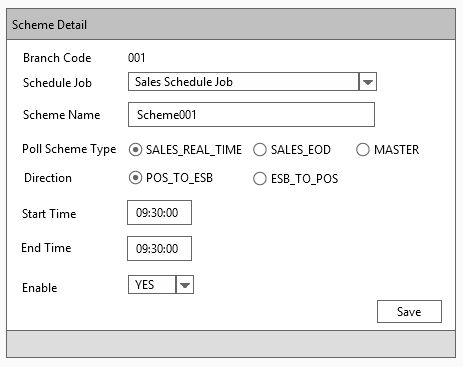 Scheme Detail
Branch Code 001
Schedule Job Sales Schedule Job
Scheme Name Scheme001
Poll Scheme Type SALES_REAL_TIME SALES_EOD MASTER
Direction POS_TO_ESB ESB_TO_POS
Start Time 09:30:00
End Time 09:30:00
Enable YES
Save